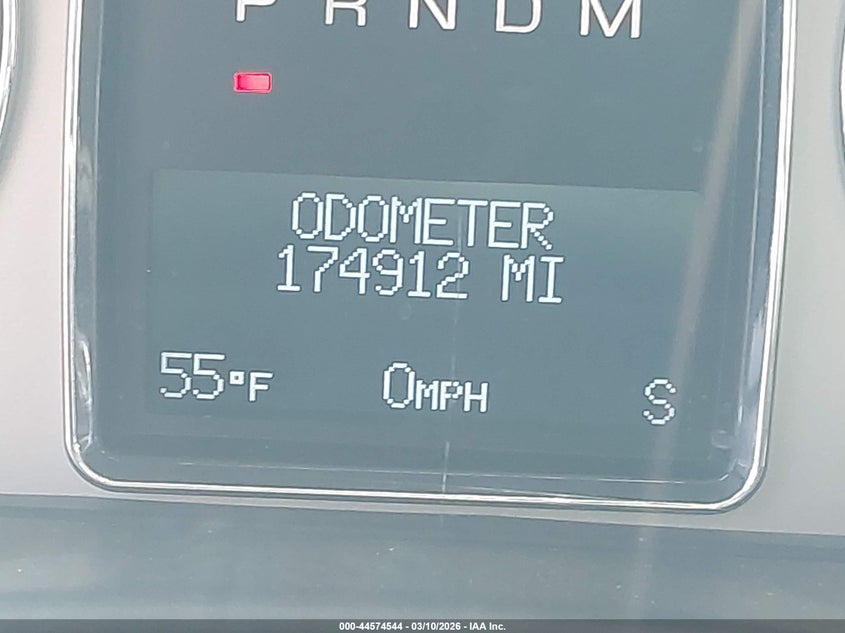 P R N D M
ODOMETER
174912 MI
55°F 0MPH S
000-44574544 - 03/10/2026 - IAA Inc.